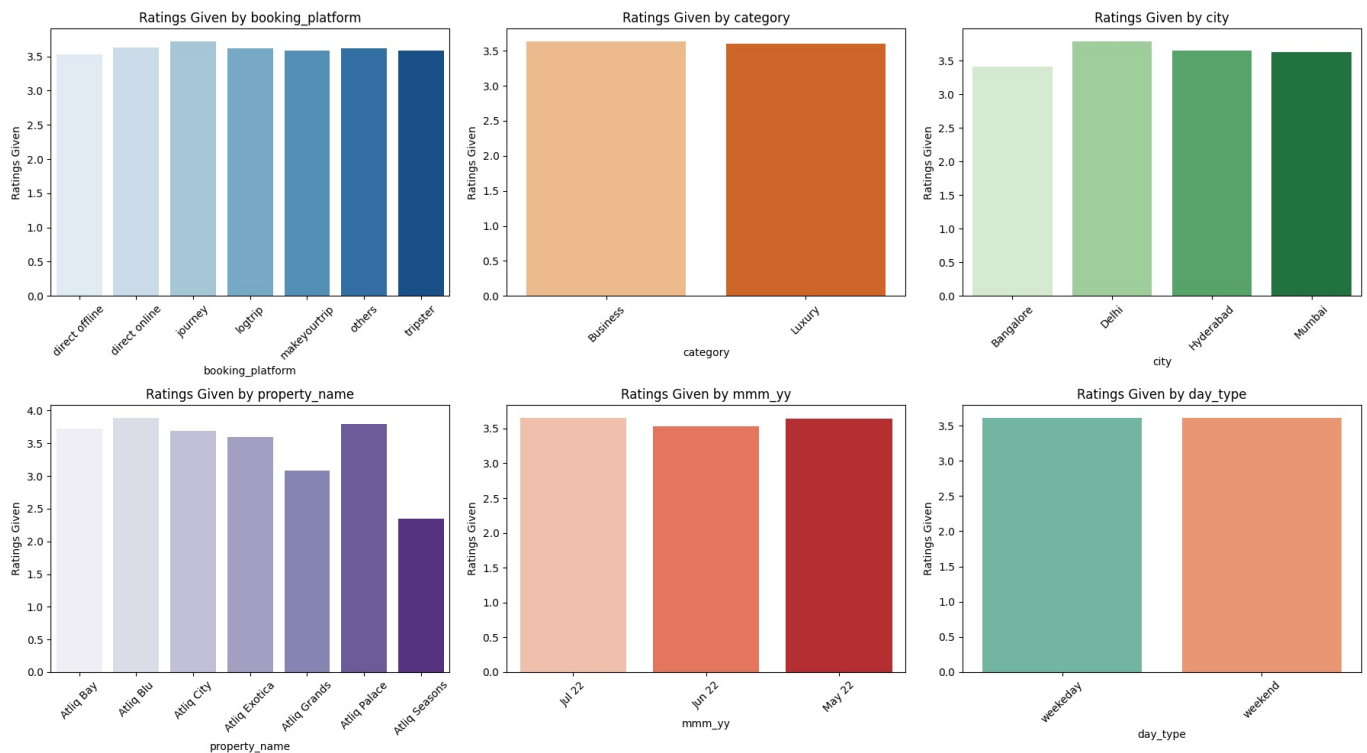 Ratings Given by booking_platform
Ratings Given
3.5
3.0
2.5
2.0
1.5
1.0
0.5
0.0
direct offline
direct online
journey
logtrip
makeyourtrip
others
tripster
booking_platform
Ratings Given by category
Ratings Given
3.5
3.0
2.5
2.0
1.5
1.0
0.5
0.0
Business
Luxury
category
Ratings Given by city
Ratings Given
3.5
3.0
2.5
2.0
1.5
1.0
0.5
0.0
Bangalore
Delhi
Hyderabad
Mumbai
city
Ratings Given by property_name
Ratings Given
4.0
3.5
3.0
2.5
2.0
1.5
1.0
0.5
0.0
Atliq Bay
Atliq Blu
Atliq City
Atliq Exotica
Atliq Grands
Atliq Palace
Atliq Seasons
property_name
Ratings Given by mmm_yy
Ratings Given
3.5
3.0
2.5
2.0
1.5
1.0
0.5
0.0
Jul 22
Jun 22
May 22
mmm_yy
Ratings Given by day_type
Ratings Given
3.5
3.0
2.5
2.0
1.5
1.0
0.5
0.0
weekeday
weekend
day_type